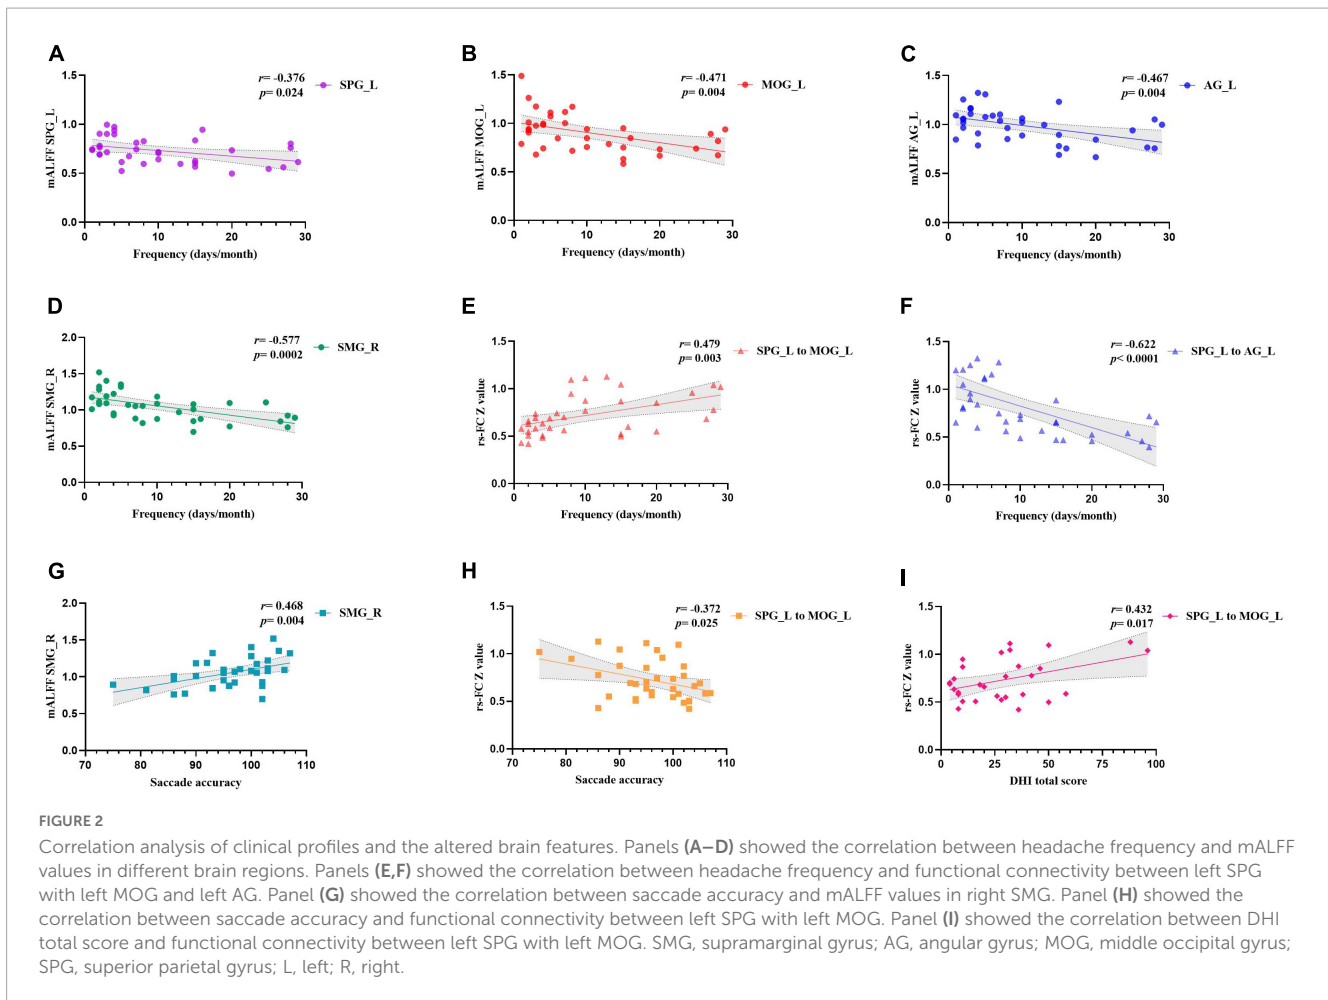 A
r= -0.376
p= 0.024
SPG_L
mALFF SPG_L
1.5
1.0
0.5
0.0
0 10 20 30
Frequency (days/month)
B
r= -0.471
p= 0.004
MOG_L
mALFF MOG_L
1.5
1.0
0.5
0.0
0 10 20 30
Frequency (days/month)
C
r= -0.467
p= 0.004
AG_L
mALFF AG_L
1.5
1.0
0.5
0.0
0 10 20 30
Frequency (days/month)
D
r= -0.577
p= 0.0002
SMG_R
mALFF SMG_R
2.0
1.5
1.0
0.5
0.0
0 10 20 30
Frequency (days/month)
E
r= 0.479
p= 0.003
SPG_L to MOG_L
rs-FC Z value
1.5
1.0
0.5
0.0
0 10 20 30
Frequency (days/month)
F
r= -0.622
p< 0.0001
SPG_L to AG_L
rs-FC Z value
1.5
1.0
0.5
0.0
0 10 20 30
Frequency (days/month)
G
r= 0.468
p= 0.004
SMG_R
mALFF SMG_R
2.0
1.5
1.0
0.5
0.0
70 80 90 100 110
Saccade accuracy
H
r= -0.372
p= 0.025
SPG_L to MOG_L
rs-FC Z value
1.5
1.0
0.5
0.0
70 80 90 100 110
Saccade accuracy
I
r= 0.432
p= 0.017
SPG_L to MOG_L
rs-FC Z value
1.5
1.0
0.5
0.0
0 25 50 75 100
DHI total score
FIGURE 2
Correlation analysis of clinical profiles and the altered brain features. Panels (A–D) showed the correlation between headache frequency and mALFF
values in different brain regions. Panels (E,F) showed the correlation between headache frequency and functional connectivity between left SPG
with left MOG and left AG. Panel (G) showed the correlation between saccade accuracy and mALFF values in right SMG. Panel (H) showed the
correlation between saccade accuracy and functional connectivity between left SPG with left MOG. Panel (I) showed the correlation between DHI
total score and functional connectivity between left SPG with left MOG. SMG, supramarginal gyrus; AG, angular gyrus; MOG, middle occipital gyrus;
SPG, superior parietal gyrus; L, left; R, right.